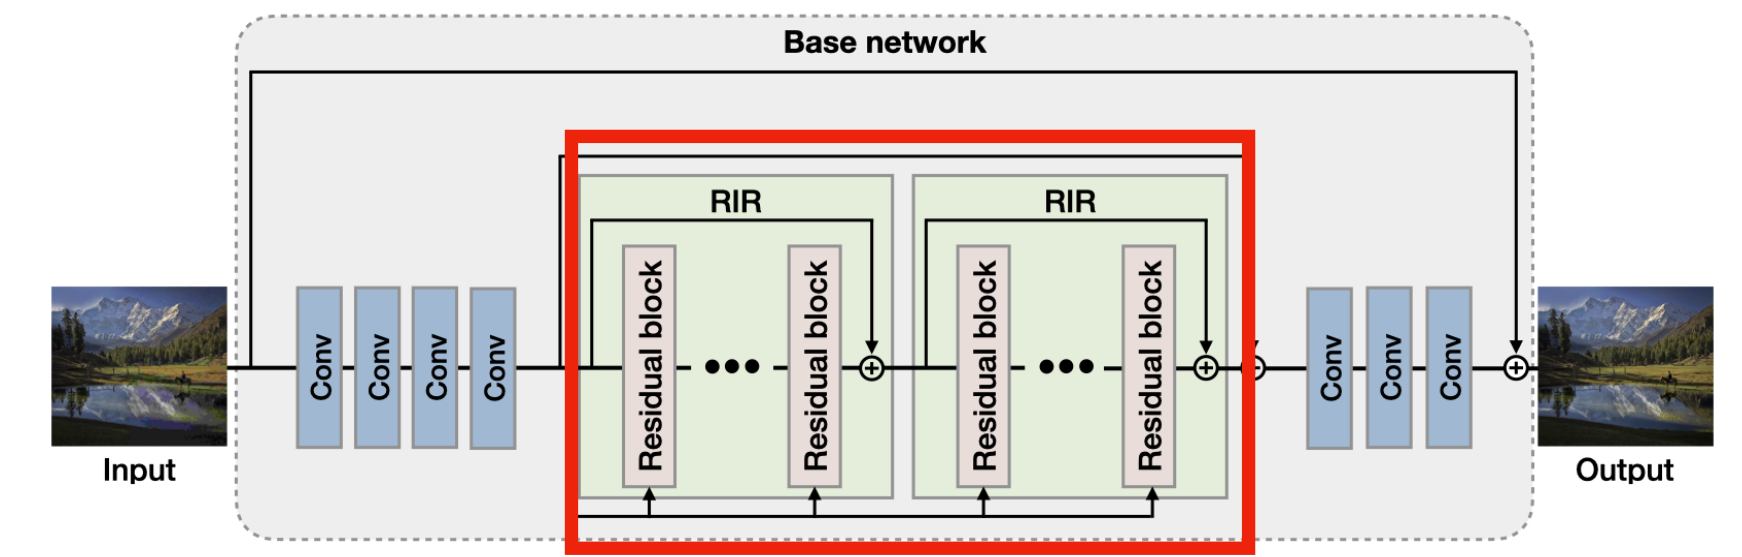 Base network
RIR
RIR
Conv
Conv
Conv
Conv
Residual block
Residual block
Residual block
Residual block
Conv
Conv
Conv
Input
Output